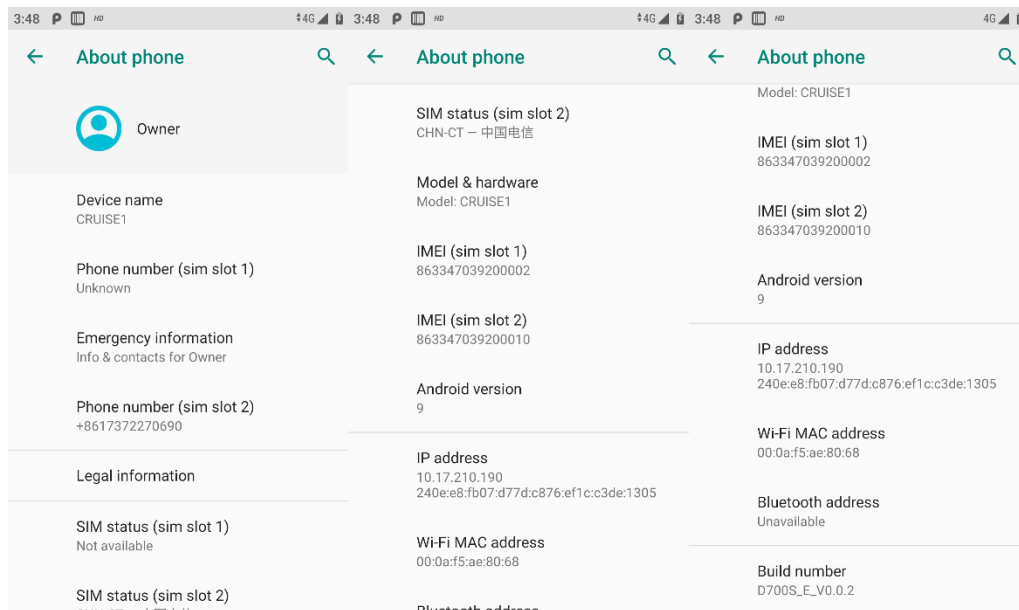 3:48 P HD 4G
About phone
Owner
Device name
CRUISE1
Phone number (sim slot 1)
Unknown
Emergency information
Info & contacts for Owner
Phone number (sim slot 2)
+8617372270690
Legal information
SIM status (sim slot 1)
Not available
SIM status (sim slot 2)
3:48 P HD 4G
About phone
SIM status (sim slot 2)
CHN-CT — 中国电信
Model & hardware
Model: CRUISE1
IMEI (sim slot 1)
863347039200002
IMEI (sim slot 2)
863347039200010
Android version
9
IP address
10.17.210.190
240e:e8:fb07:d77d:c876:ef1c:c3de:1305
Wi-Fi MAC address
00:0a:f5:ae:80:68
Bluetooth address
3:48 P HD 4G
About phone
Model: CRUISE1
IMEI (sim slot 1)
863347039200002
IMEI (sim slot 2)
863347039200010
Android version
9
IP address
10.17.210.190
240e:e8:fb07:d77d:c876:ef1c:c3de:1305
Wi-Fi MAC address
00:0a:f5:ae:80:68
Bluetooth address
Unavailable
Build number
D700S_E_V0.0.2